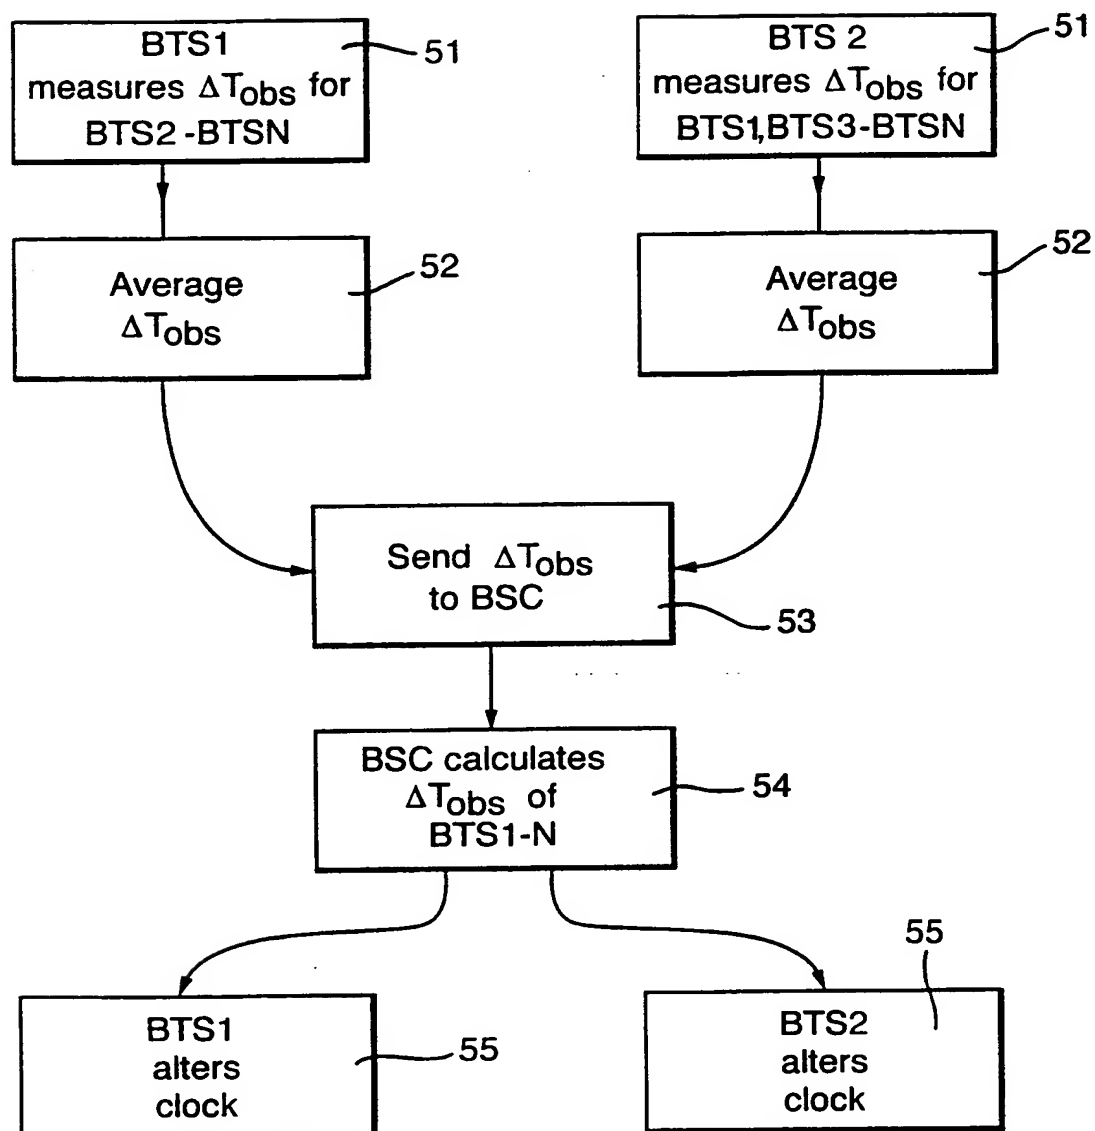 BTS1
measures ΔTobs for
BTS2-BTSN
51
BTS 2
measures ΔTobs for
BTS1,BTS3-BTSN
51
Average
ΔTobs
52
Average
ΔTobs
52
Send ΔTobs
to BSC
53
BSC calculates
ΔTobs of
BTS1-N
54
BTS1
alters
clock
55
BTS2
alters
clock
55